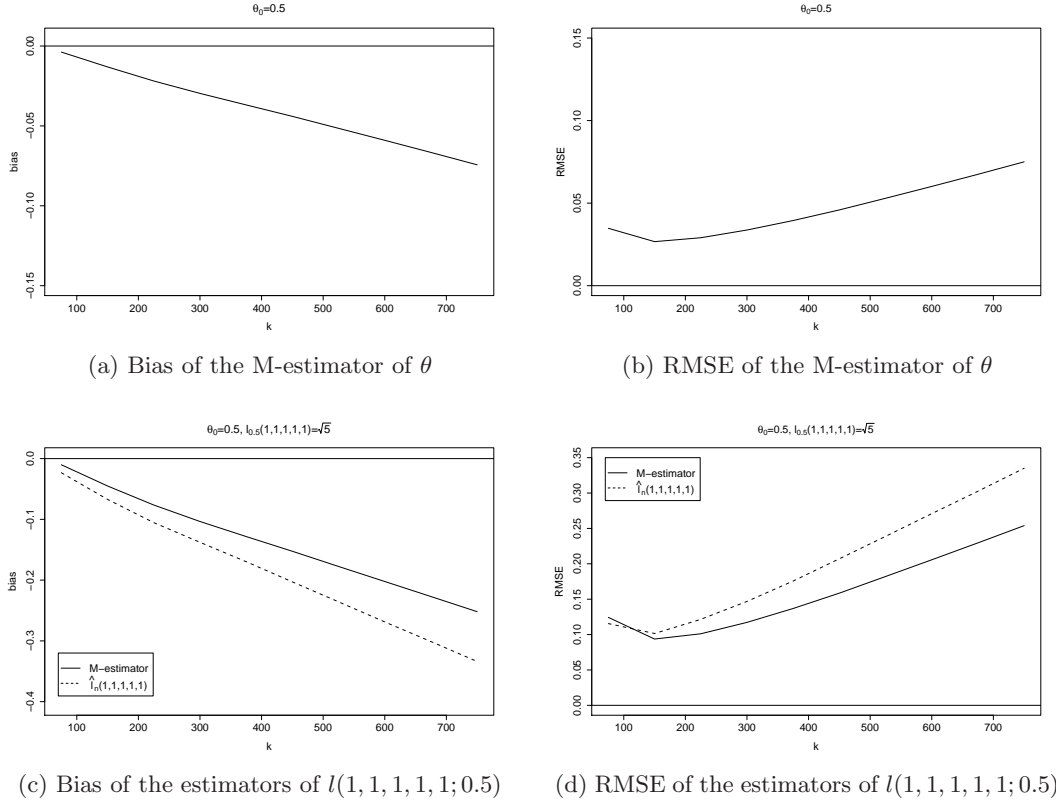 θ₀=0.5
0.00
−0.05
−0.10
−0.15
bias
100 200 300 400 500 600 700
k
(a) Bias of the M-estimator of θ
θ₀=0.5
0.15
0.10
0.05
0.00
RMSE
100 200 300 400 500 600 700
k
(b) RMSE of the M-estimator of θ
θ₀=0.5, l₀.₅(1,1,1,1,1)=√5
0.0
−0.1
−0.2
−0.3
−0.4
bias
M−estimator
l̂ₙ(1,1,1,1,1)
100 200 300 400 500 600 700
k
(c) Bias of the estimators of l(1, 1, 1, 1, 1; 0.5)
θ₀=0.5, l₀.₅(1,1,1,1,1)=√5
0.35
0.30
0.25
0.20
0.15
0.10
0.05
0.00
RMSE
M−estimator
l̂ₙ(1,1,1,1,1)
100 200 300 400 500 600 700
k
(d) RMSE of the estimators of l(1, 1, 1, 1, 1; 0.5)